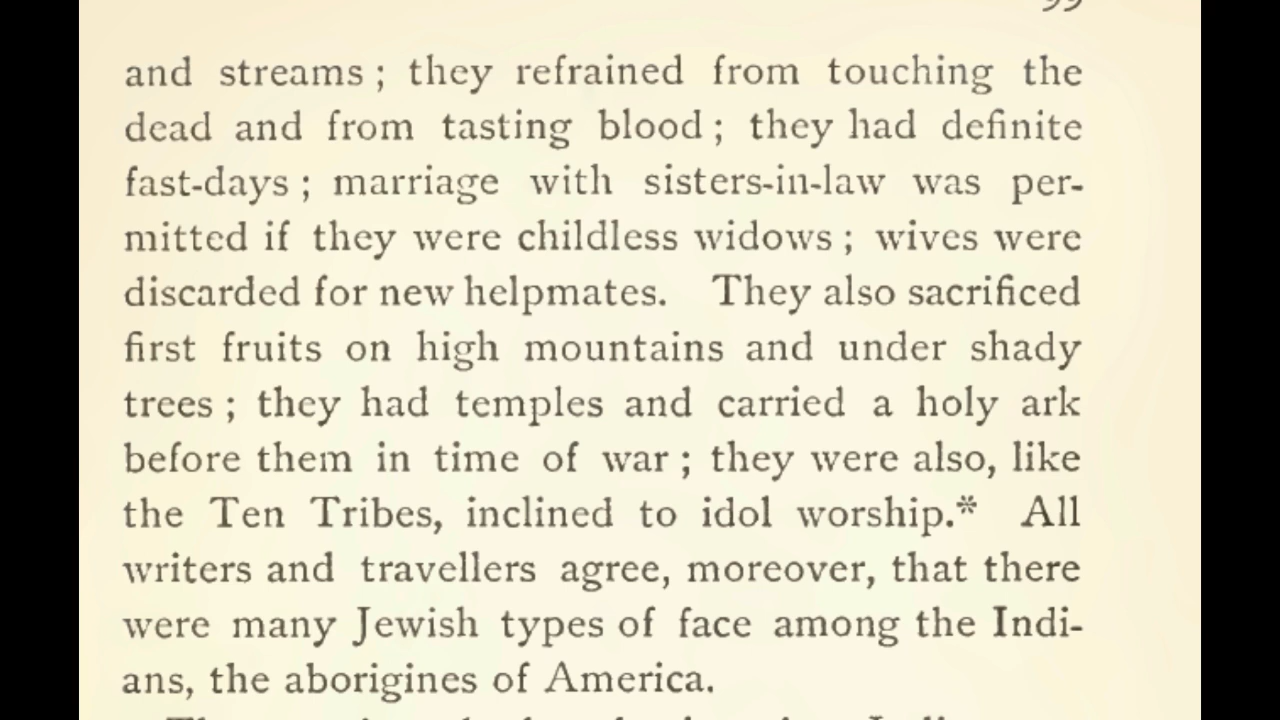 and streams ; they refrained from touching the
dead and from tasting blood ; they had definite
fast-days ; marriage with sisters-in-law was per-
mitted if they were childless widows ; wives were
discarded for new helpmates. They also sacrificed
first fruits on high mountains and under shady
trees ; they had temples and carried a holy ark
before them in time of war ; they were also, like
the Ten Tribes, inclined to idol worship.* All
writers and travellers agree, moreover, that there
were many Jewish types of face among the Indi-
ans, the aborigines of America.